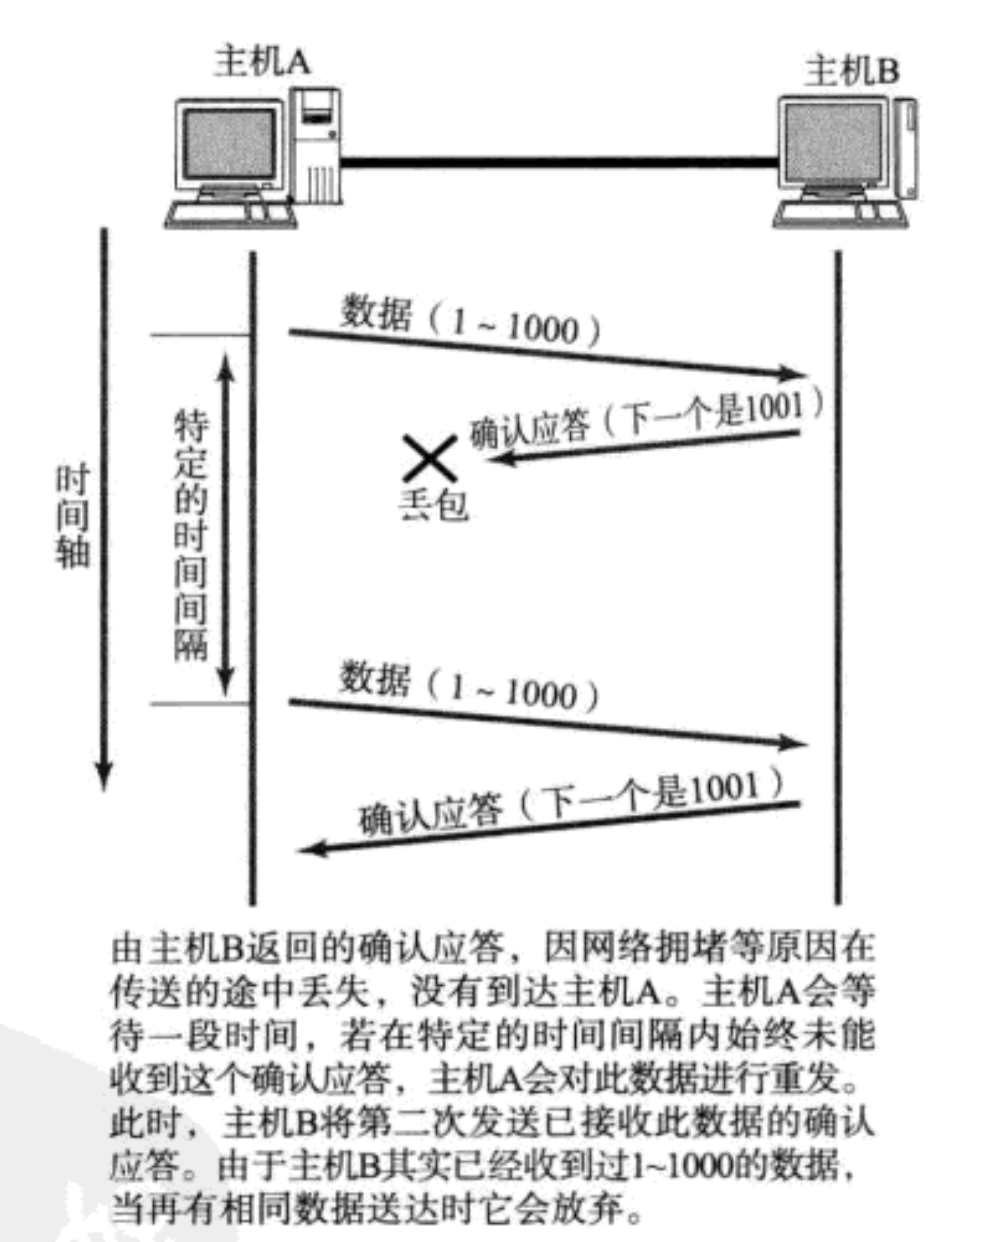 主机A
主机B
数据（1～1000）
确认应答（下一个是1001）
丢包
特定的时间间隔
时间轴
数据（1～1000）
确认应答（下一个是1001）
由主机B返回的确认应答，因网络拥堵等原因在
传送的途中丢失，没有到达主机A。主机A会等
待一段时间，若在特定的时间间隔内始终未能
收到这个确认应答，主机A会对此数据进行重发。
此时，主机B将第二次发送已接收此数据的确认
应答。由于主机B其实已经收到过1~1000的数据，
当再有相同数据送达时它会放弃。